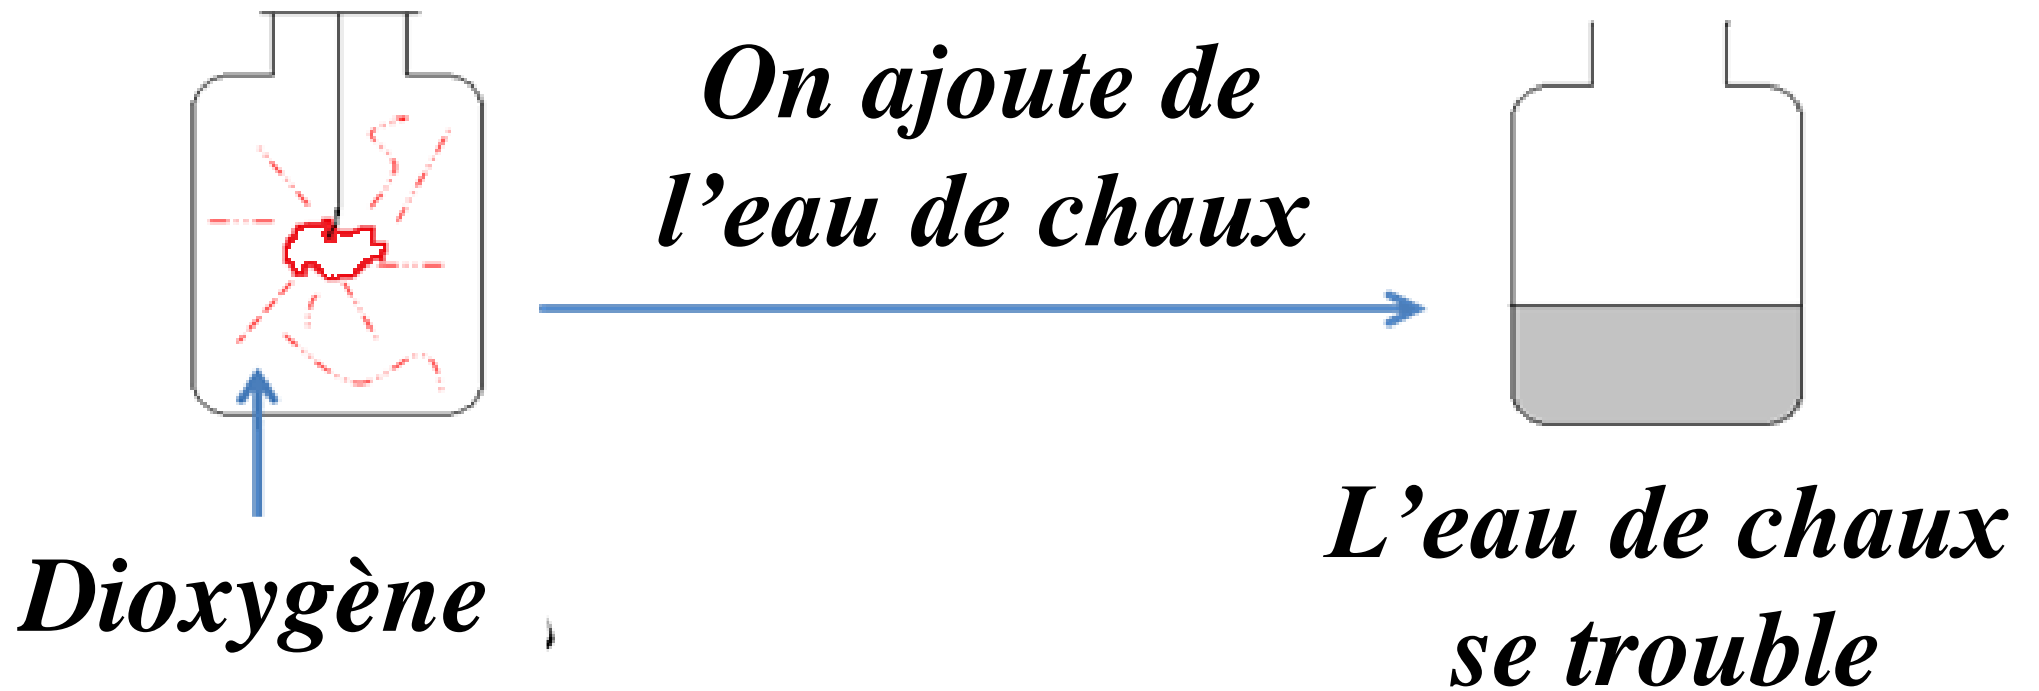 On ajoute de
l’eau de chaux
Dioxygène
L’eau de chaux
se trouble